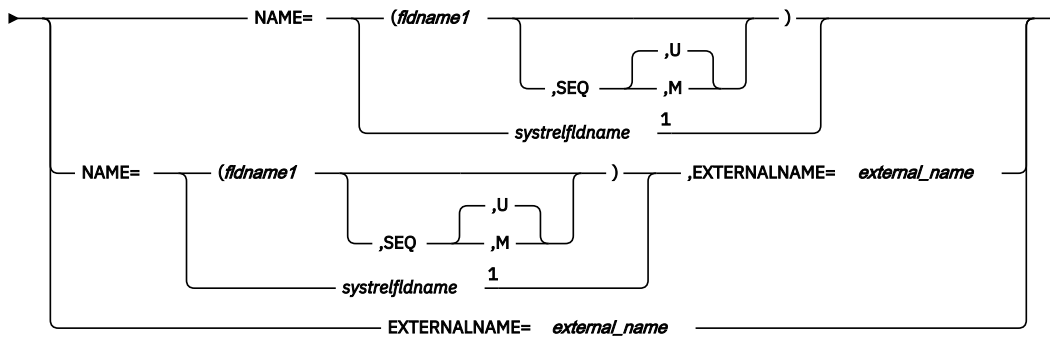 NAME= (fldname1 )
,U
,SEQ ,M
systrelfldname 1
NAME= (fldname1 ) ,EXTERNALNAME= external_name
,U
,SEQ ,M
systrelfldname 1
EXTERNALNAME= external_name